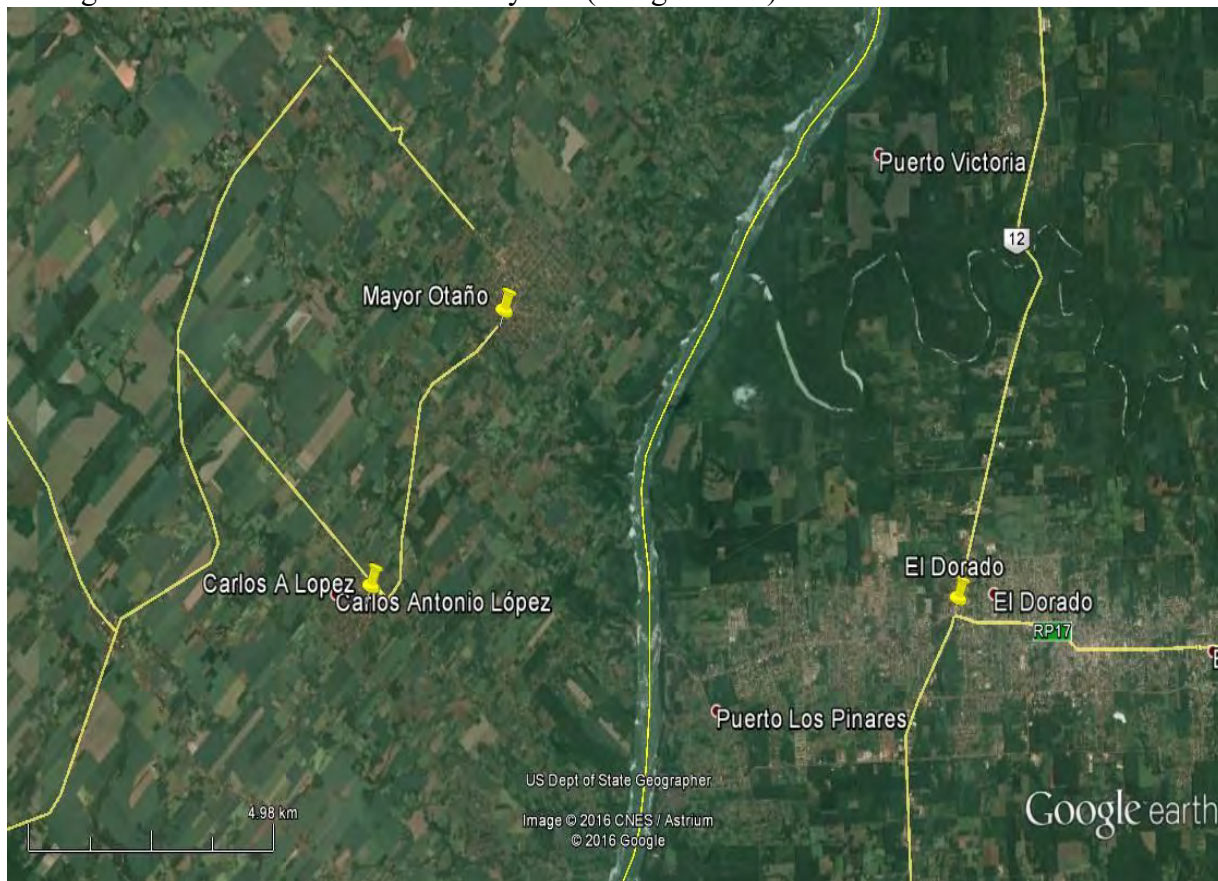 Puerto Victoria
12
Mayor Otaño
El Dorado
Carlos A Lopez
Carlos Antonio López
El Dorado
RP17
E
Puerto Los Pinares
US Dept of State Geographer
4.98 km
Image © 2016 CNES / Astrium
© 2016 Google
Google earth